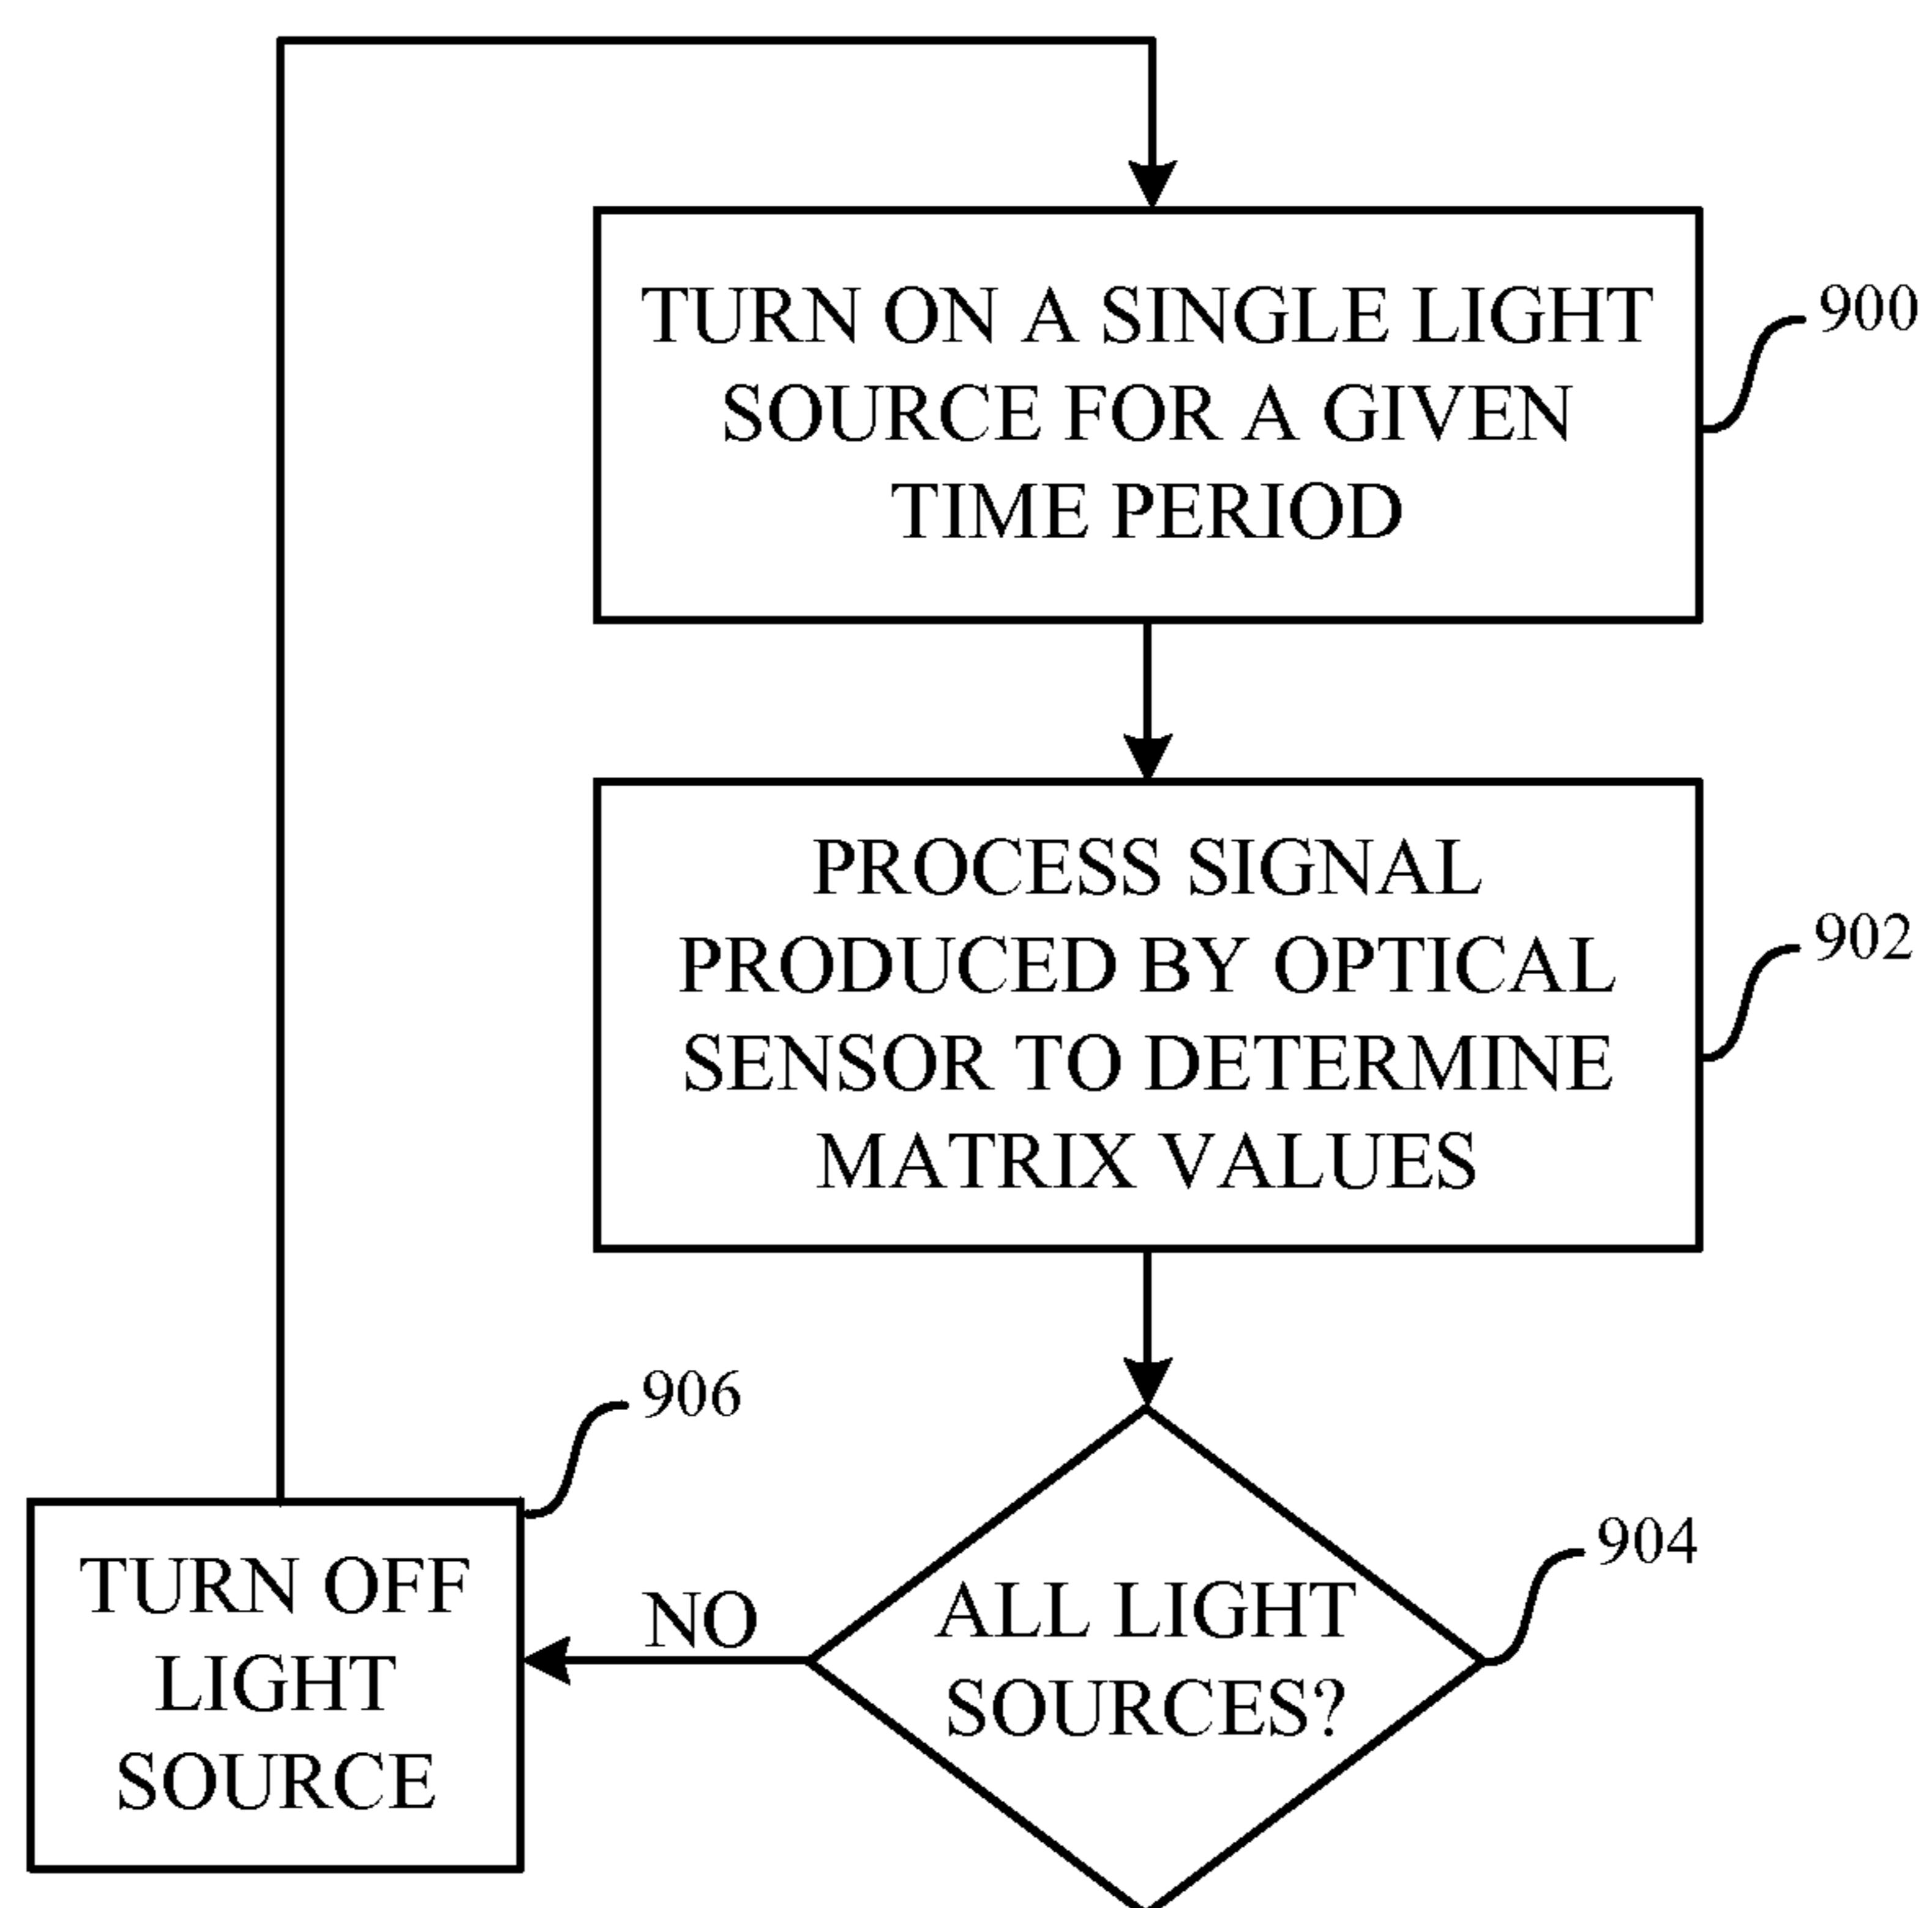 TURN ON A SINGLE LIGHT
SOURCE FOR A GIVEN
TIME PERIOD
900
PROCESS SIGNAL
PRODUCED BY OPTICAL
SENSOR TO DETERMINE
MATRIX VALUES
902
906
TURN OFF
LIGHT
SOURCE
NO
ALL LIGHT
SOURCES?
904